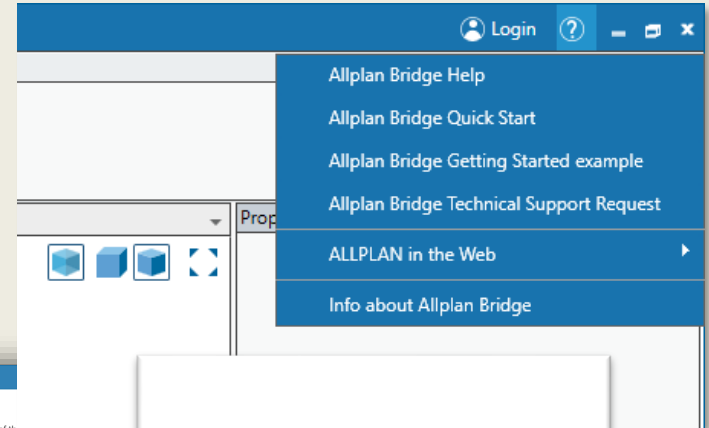 Login
Allplan Bridge Help
Allplan Bridge Quick Start
Allplan Bridge Getting Started example
Allplan Bridge Technical Support Request
Prop
ALLPLAN in the Web
Info about Allplan Bridge